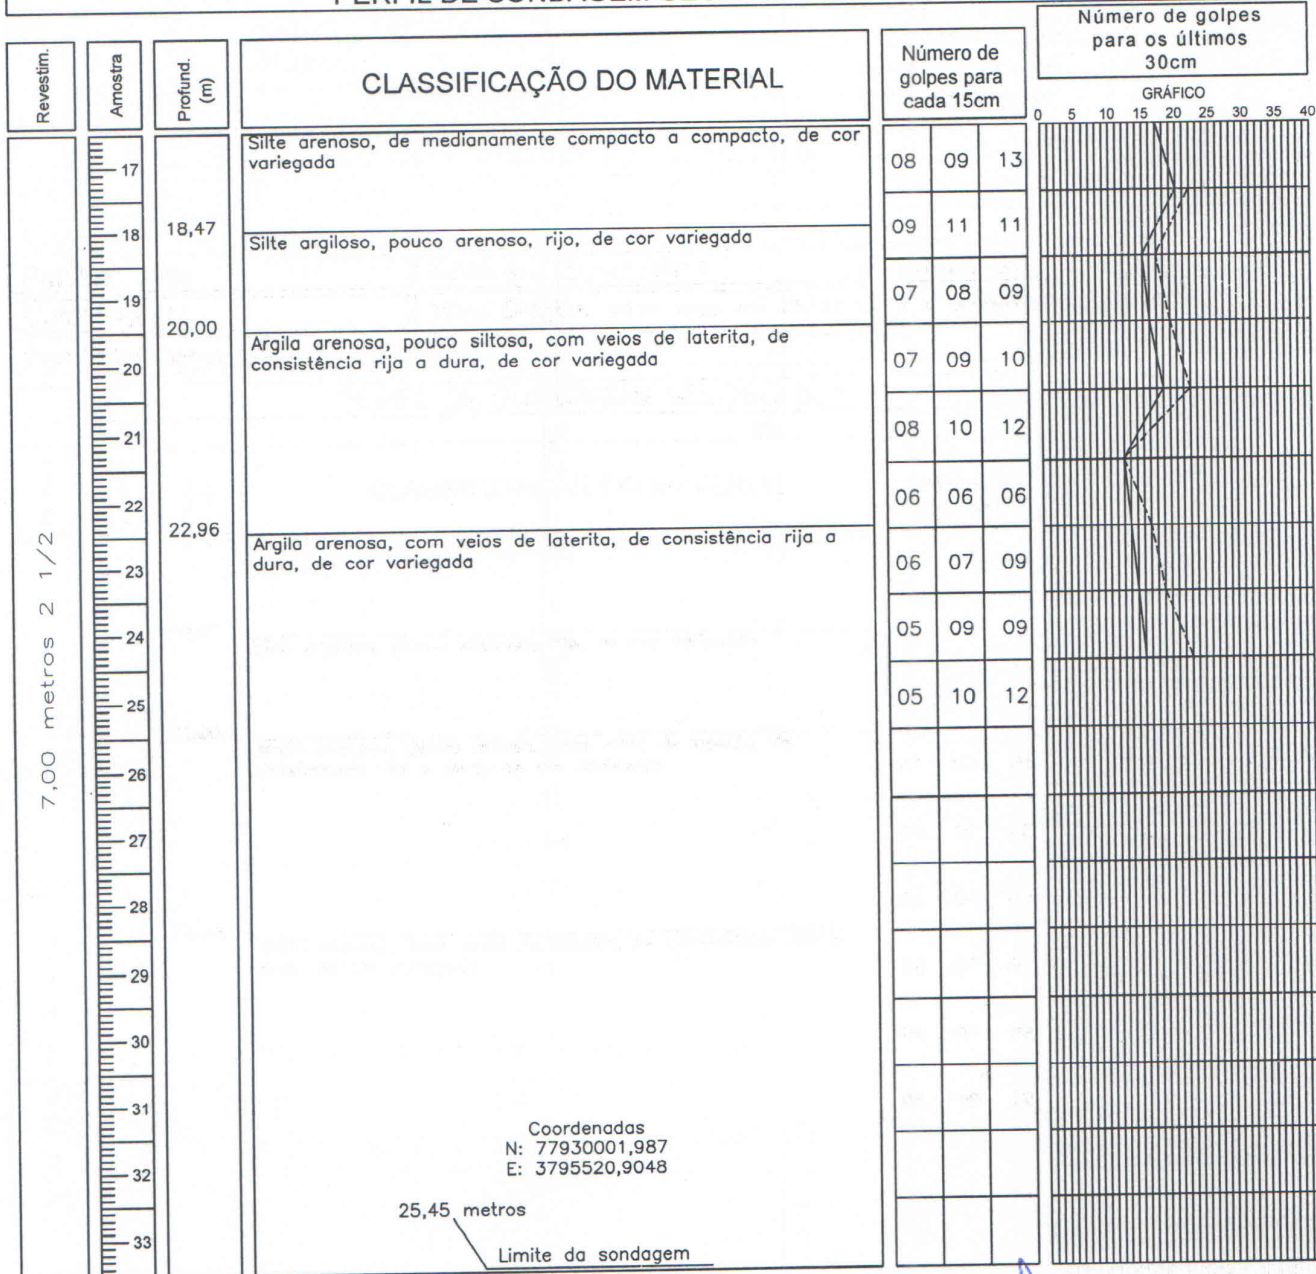 Revestim.
Amostra
Profund.
(m)
CLASSIFICAÇÃO DO MATERIAL
Número de
golpes para
cada 15cm
Número de golpes
para os últimos
30cm
GRÁFICO
0 5 10 15 20 25 30 35 40
Silte arenoso, de medianamente compacto a compacto, de cor
variegada
17
08 09 13
18
18,47
09 11 11
Silte argiloso, pouco arenoso, rijo, de cor variegada
19
07 08 09
20,00
Argila arenosa, pouco siltosa, com veios de laterita, de
consistência rija a dura, de cor variegada
20
07 09 10
21
08 10 12
22
06 06 06
22,96
Argila arenosa, com veios de laterita, de consistência rija a
dura, de cor variegada
23
06 07 09
24
05 09 09
25
05 10 12
26
27
28
29
30
31
32
33
7,00 metros 2 1/2
Coordenadas
N: 77930001,987
E: 3795520,9048
25,45 metros
Limite da sondagem